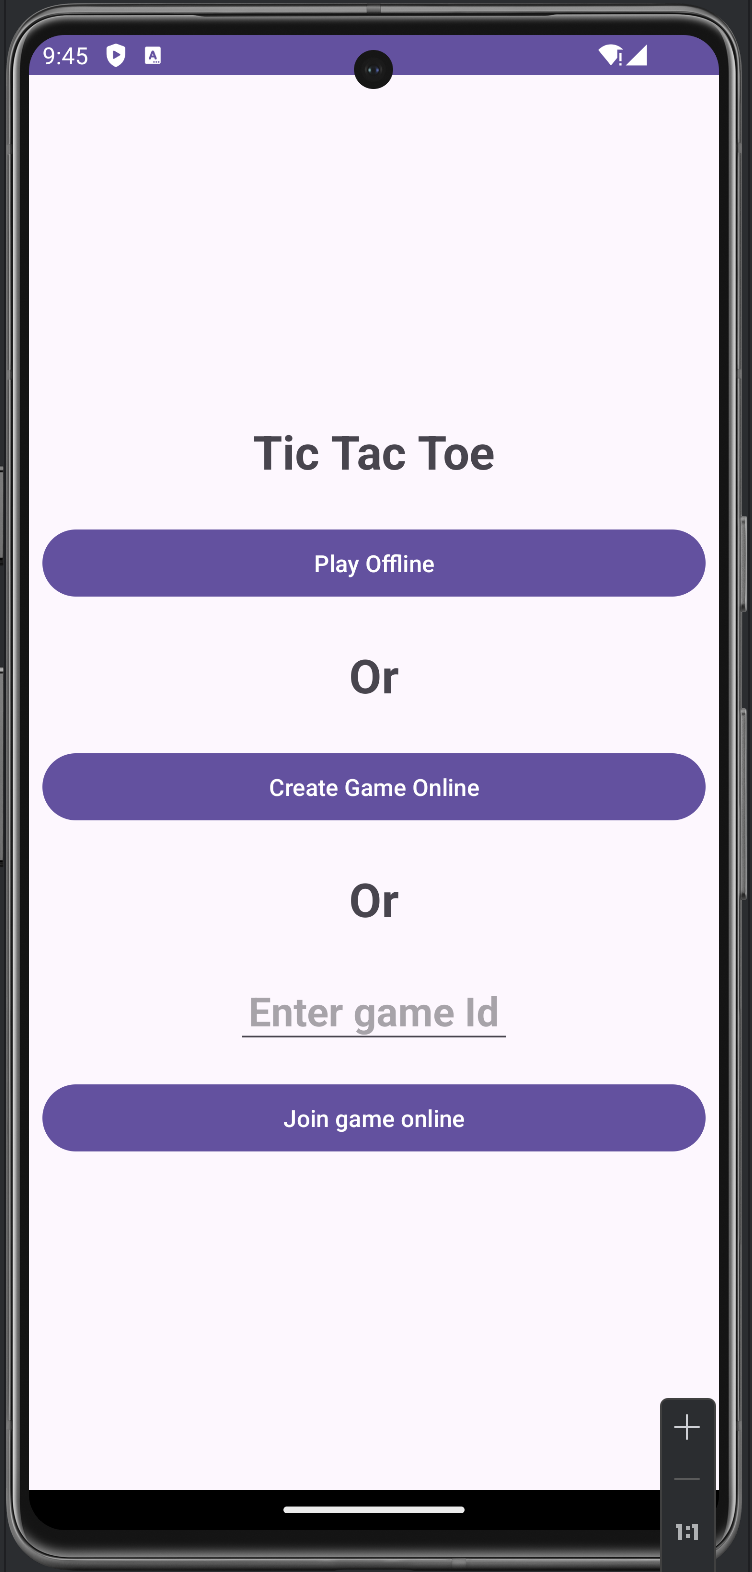 9:45
Tic Tac Toe
Play Offline
Or
Create Game Online
Or
Enter game Id
Join game online
1:1